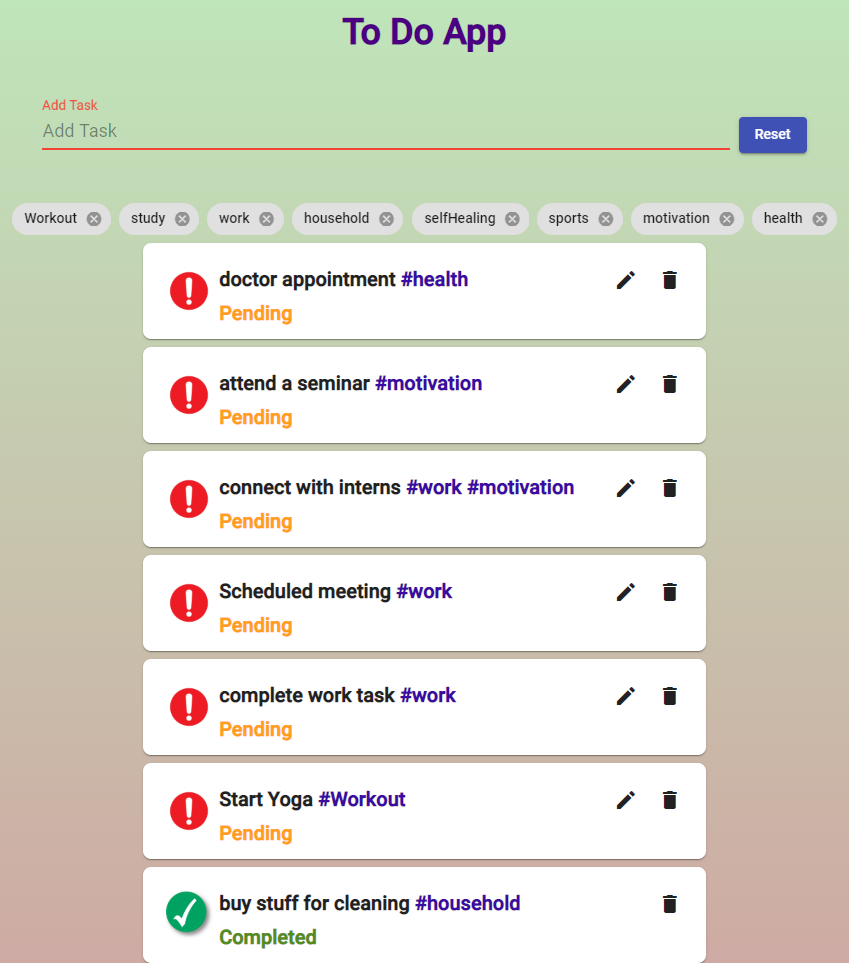 To Do App
Add Task
Add Task
Reset
Workout study work household selfHealing sports motivation health
doctor appointment #health
Pending
attend a seminar #motivation
Pending
connect with interns #work #motivation
Pending
Scheduled meeting #work
Pending
complete work task #work
Pending
Start Yoga #Workout
Pending
buy stuff for cleaning #household
Completed